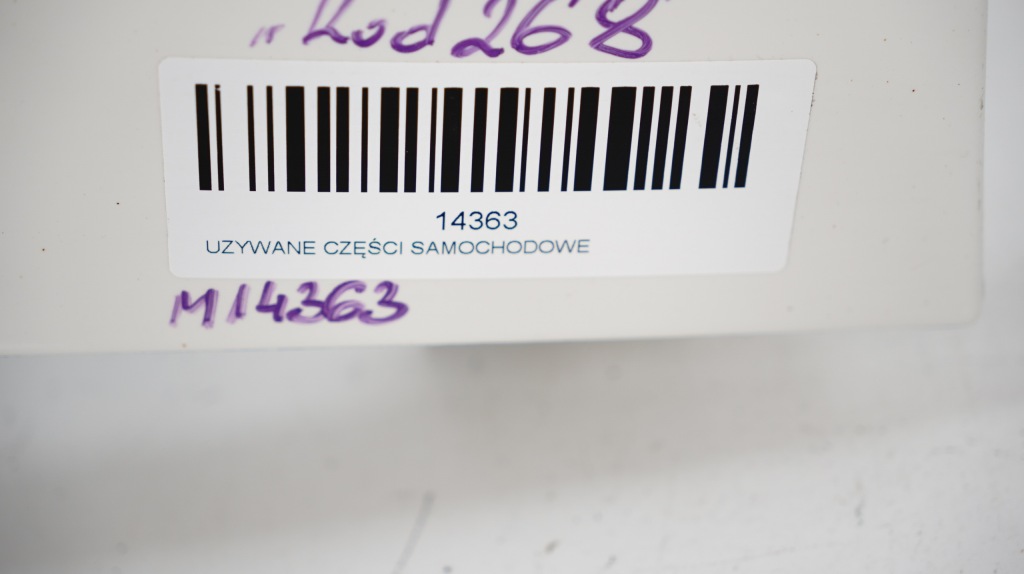 " Kod 268
14363
UZYWANE CZĘŚCI SAMOCHODOWE
M14363